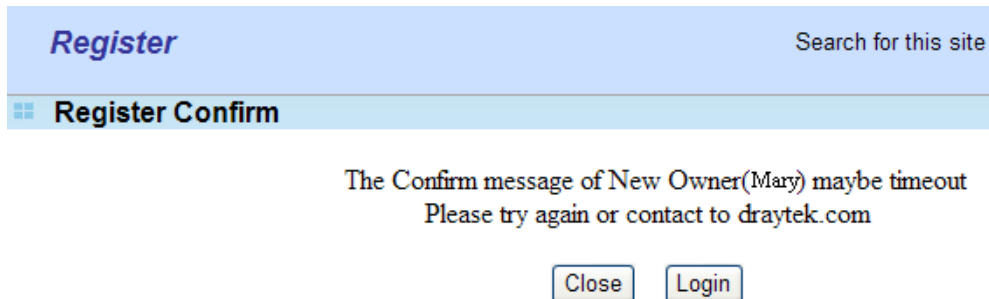 Register
Search for this site
Register Confirm
The Confirm message of New Owner(Mary) maybe timeout
Please try again or contact to draytek.com
Close
Login